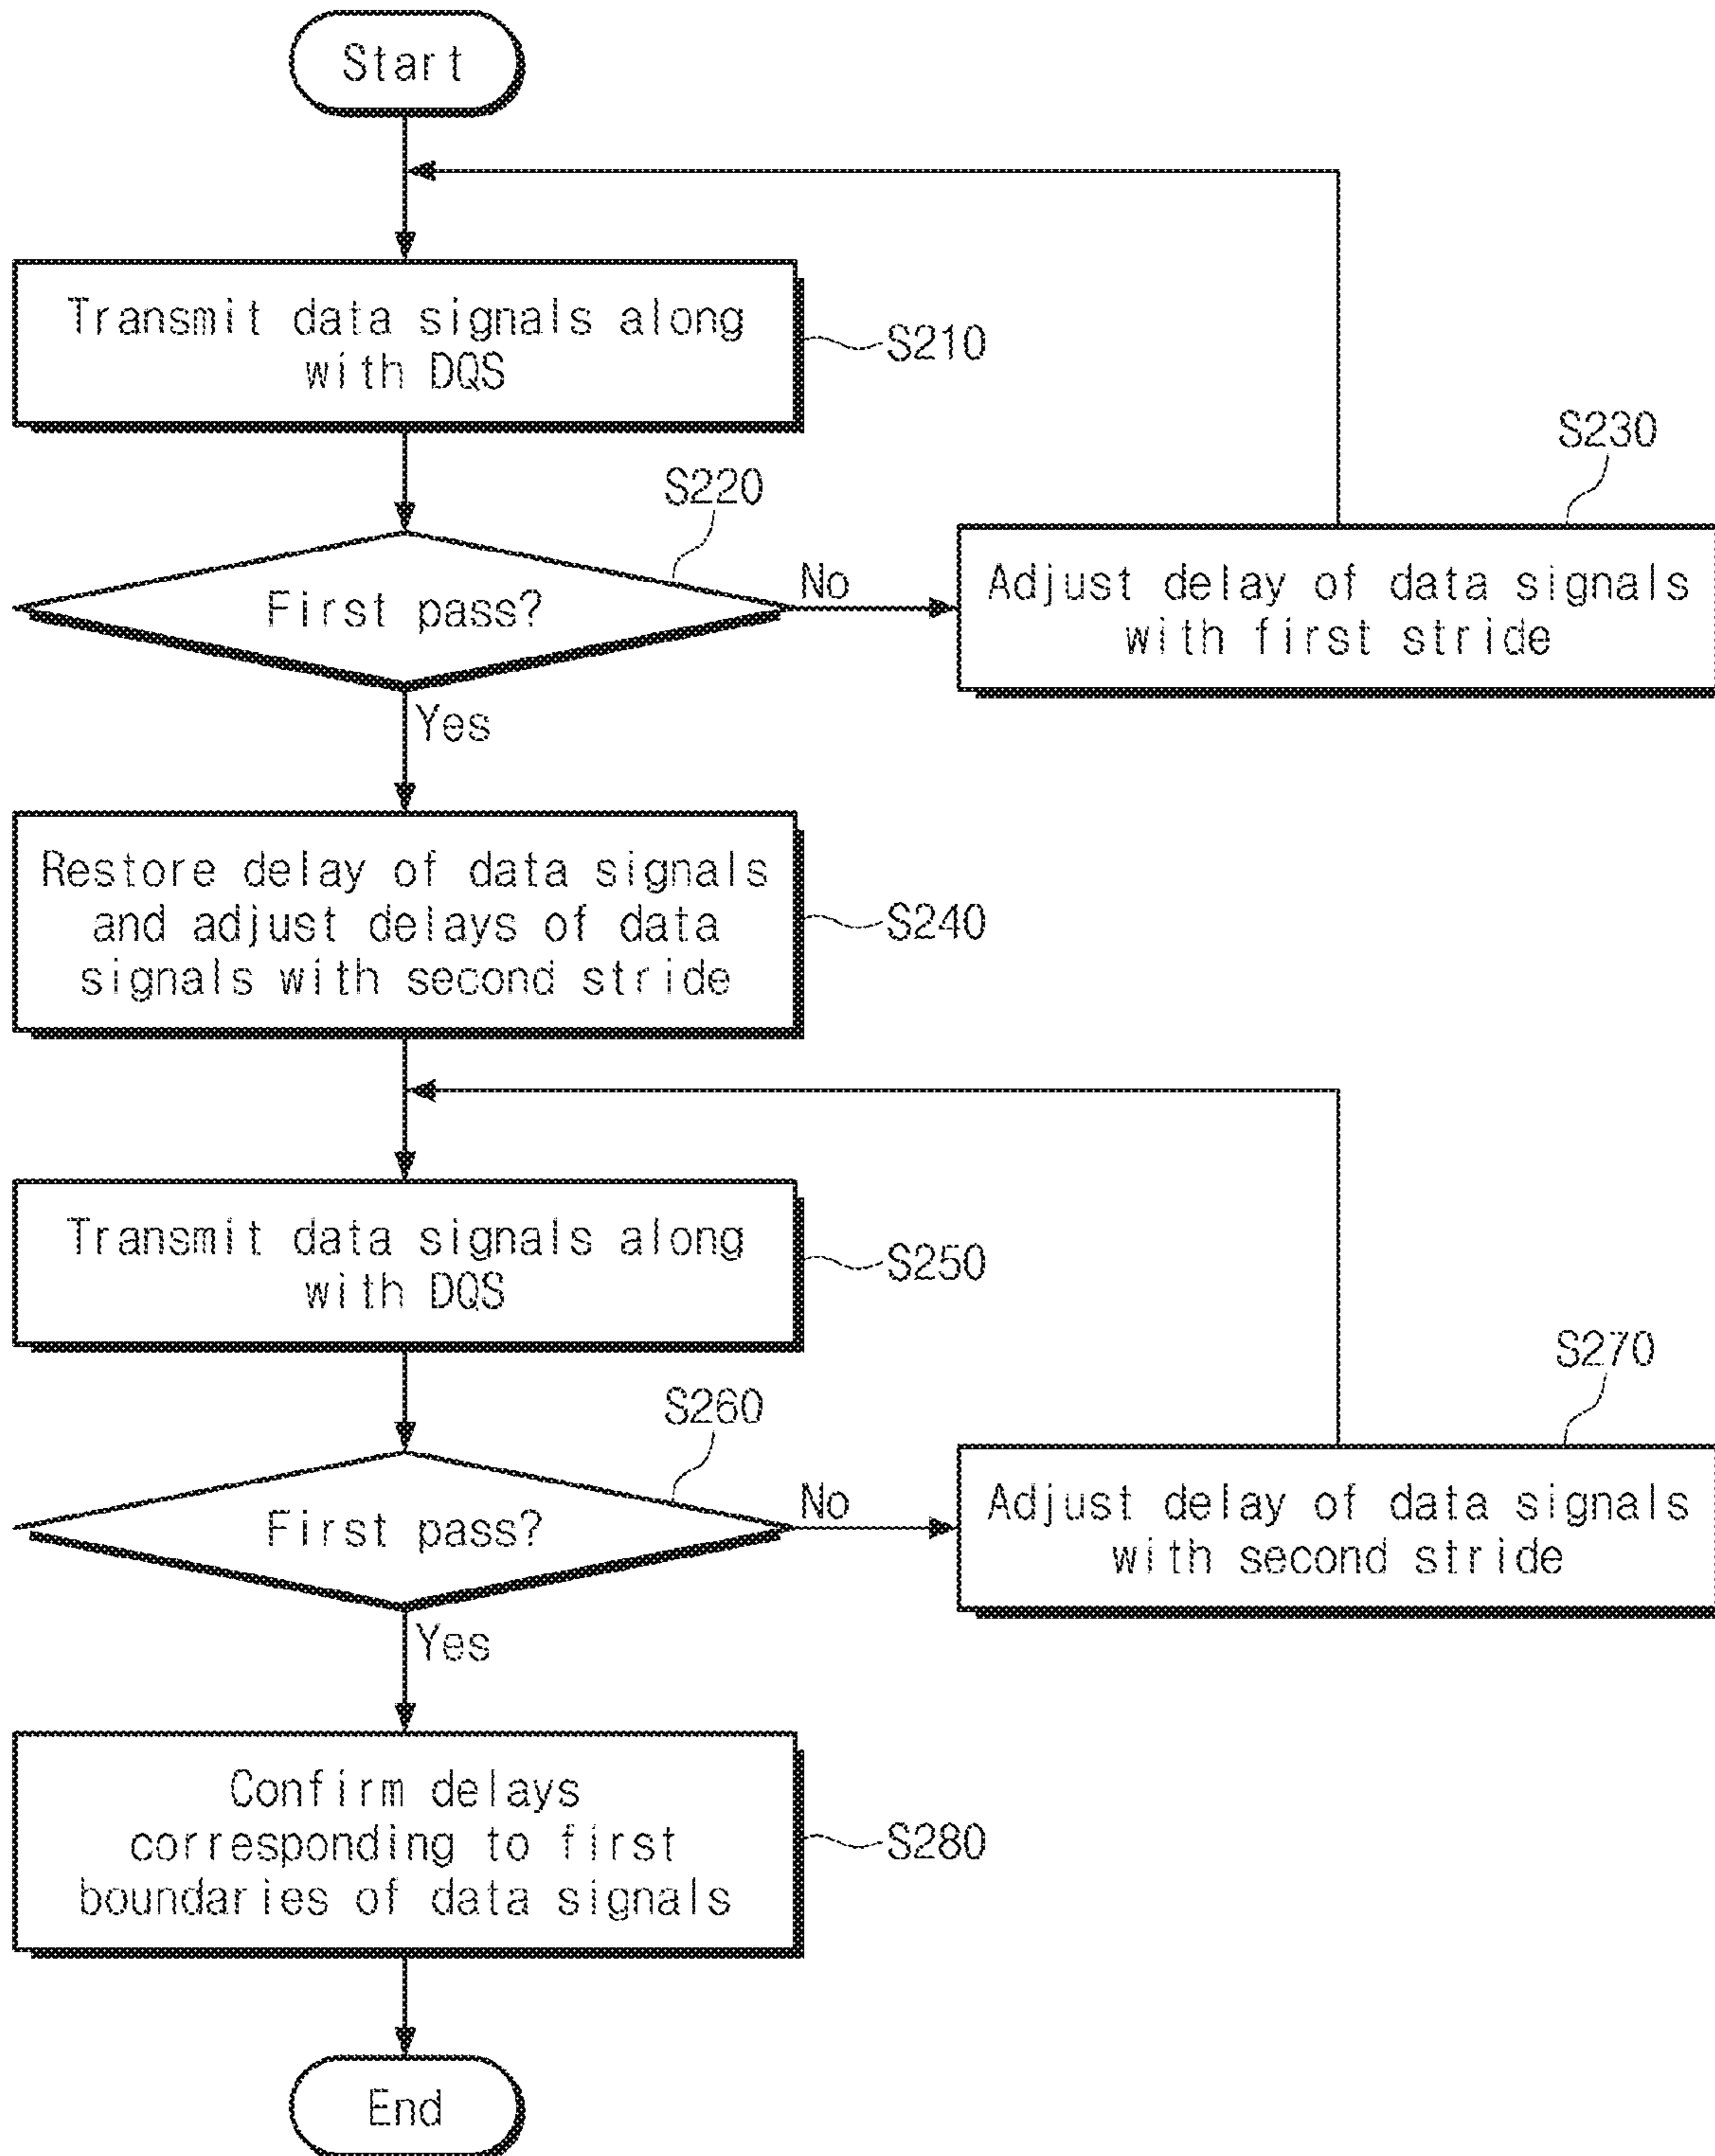 Start
Transmit data signals along
with DQS
S210
S220
First pass?
No
S230
Adjust delay of data signals
with first stride
Yes
Restore delay of data signals
and adjust delays of data
signals with second stride
S240
Transmit data signals along
with DQS
S250
S260
First pass?
No
S270
Adjust delay of data signals
with second stride
Yes
Confirm delays
corresponding to first
boundaries of data signals
S280
End